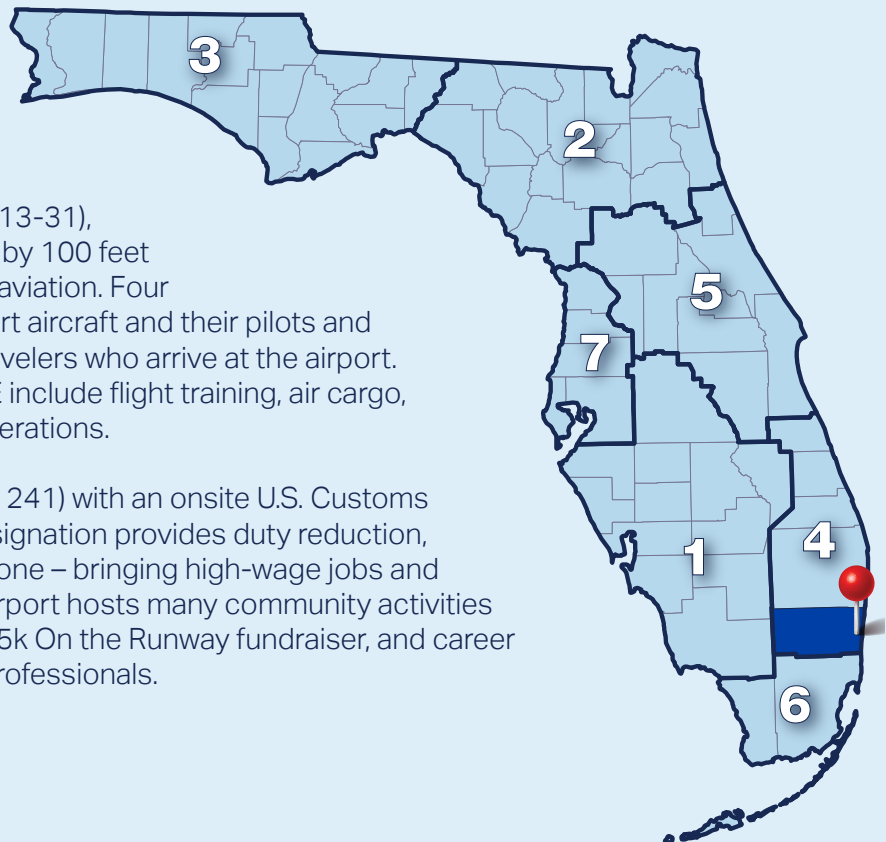 3
2
13-31),
by 100 feet
aviation. Four
5
rt aircraft and their pilots and
velers who arrive at the airport.
7
E include flight training, air cargo,
erations.
241) with an onsite U.S. Customs
signation provides duty reduction,
4
one – bringing high-wage jobs and
1
irport hosts many community activities
5k On the Runway fundraiser, and career
rofessionals.
6